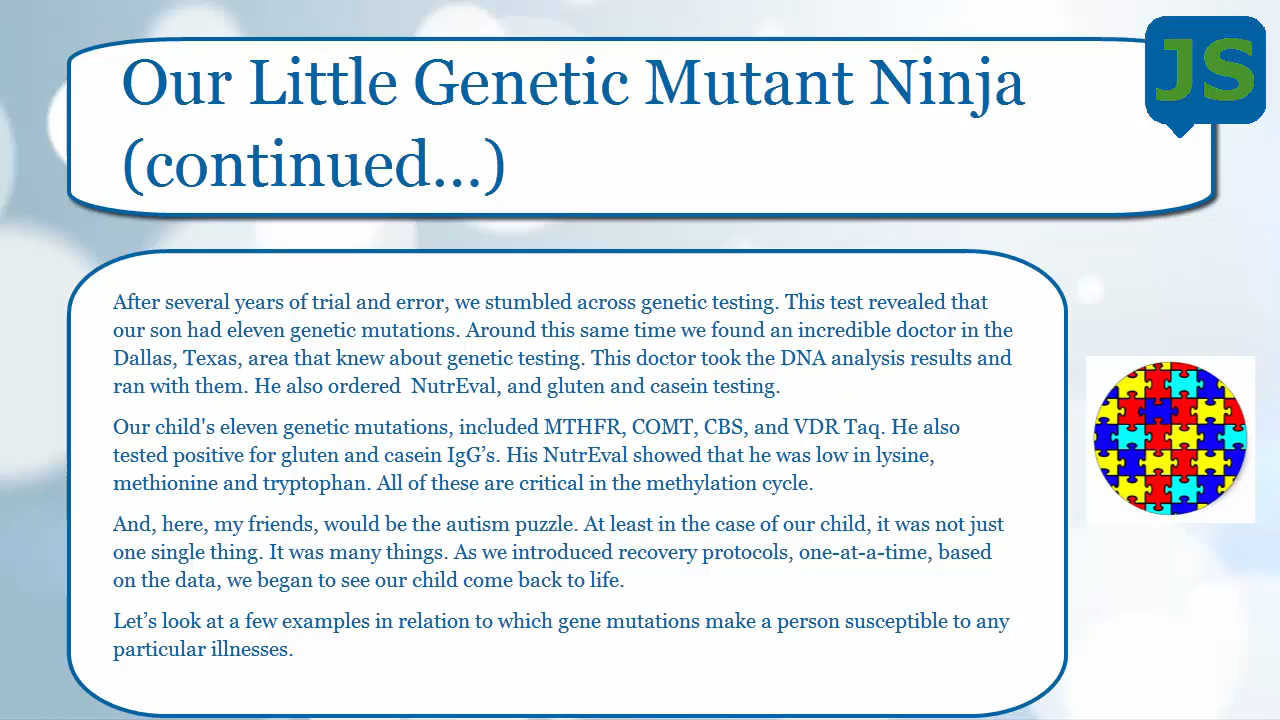 Our Little Genetic Mutant Ninja
(continued...)
JS
After several years of trial and error, we stumbled across genetic testing. This test revealed that
our son had eleven genetic mutations. Around this same time we found an incredible doctor in the
Dallas, Texas, area that knew about genetic testing. This doctor took the DNA analysis results and
ran with them. He also ordered  NutrEval, and gluten and casein testing.
Our child's eleven genetic mutations, included MTHFR, COMT, CBS, and VDR Taq. He also
tested positive for gluten and casein IgG’s. His NutrEval showed that he was low in lysine,
methionine and tryptophan. All of these are critical in the methylation cycle.
And, here, my friends, would be the autism puzzle. At least in the case of our child, it was not just
one single thing. It was many things. As we introduced recovery protocols, one-at-a-time, based
on the data, we began to see our child come back to life.
Let’s look at a few examples in relation to which gene mutations make a person susceptible to any
particular illnesses.